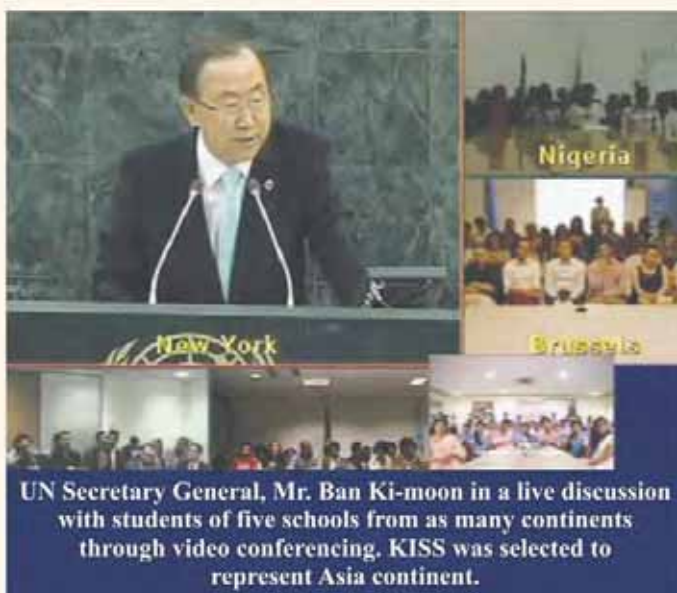 Nigeria
New York
Brussels
UN Secretary General, Mr. Ban Ki-moon in a live discussion
with students of five schools from as many continents
through video conferencing. KISS was selected to
represent Asia continent.